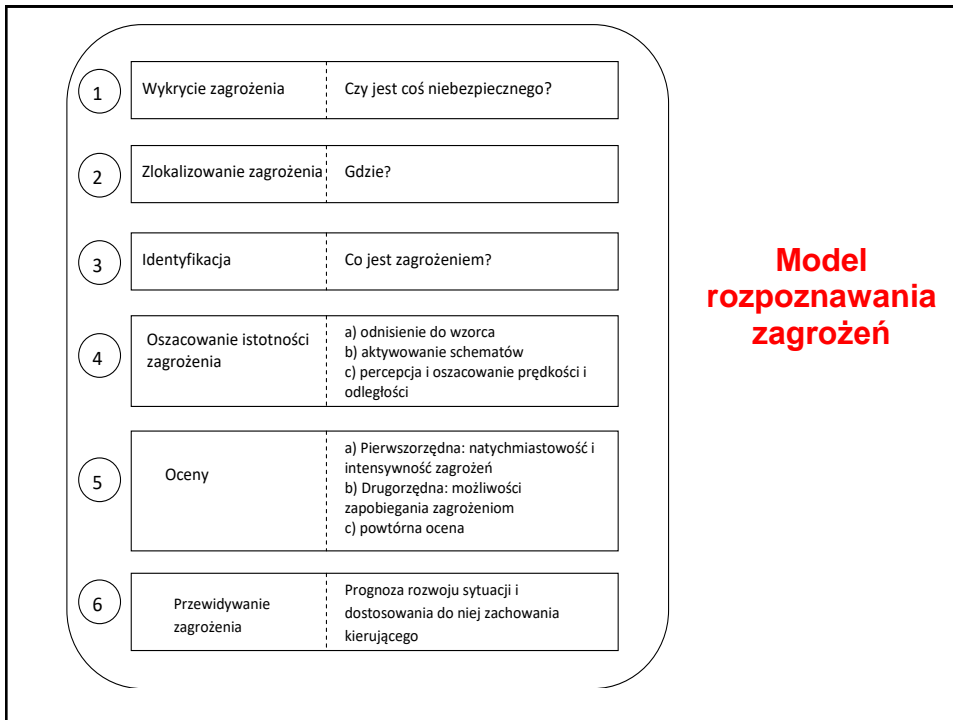 1
Wykrycie zagrożenia
Czy jest coś niebezpiecznego?
2
Zlokalizowanie zagrożenia
Gdzie?
3
Identyfikacja
Co jest zagrożeniem?
4
Oszacowanie istotności
zagrożenia
a) odnisienie do wzorca
b) aktywowanie schematów
c) percepcja i oszacowanie prędkości i
odległości
5
Oceny
a) Pierwszorzędna: natychmiastowość i
intensywność zagrożeń
b) Drugorzędna: możliwości
zapobiegania zagrożeniom
c) powtórna ocena
6
Przewidywanie
zagrożenia
Prognoza rozwoju sytuacji i
dostosowania do niej zachowania
kierującego
Model
rozpoznawania
zagrożeń